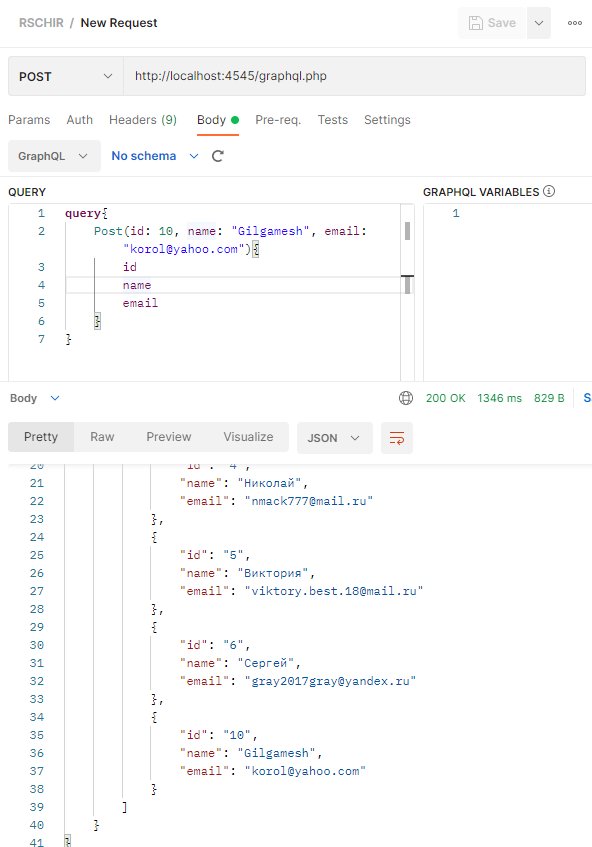 RSCHIR / New Request Save
POST http://localhost:4545/graphql.php
Params Auth Headers (9) Body Pre-req. Tests Settings
GraphQL No schema
QUERY GRAPHQL VARIABLES
1 query{ 1
2 Post(id: 10, name: "Gilgamesh", email:
"korol@yahoo.com"){
3 id
4 name
5 email
6 }
7 }
Body 200 OK 1346 ms 829 B S
Pretty Raw Preview Visualize JSON
20 "id": "4",
21 "name": "Николай",
22 "email": "nmack777@mail.ru"
23 },
24 {
25 "id": "5",
26 "name": "Виктория",
27 "email": "viktory.best.18@mail.ru"
28 },
29 {
30 "id": "6",
31 "name": "Сергей",
32 "email": "gray2017gray@yandex.ru"
33 },
34 {
35 "id": "10",
36 "name": "Gilgamesh",
37 "email": "korol@yahoo.com"
38 }
39 ]
40 }
41 }